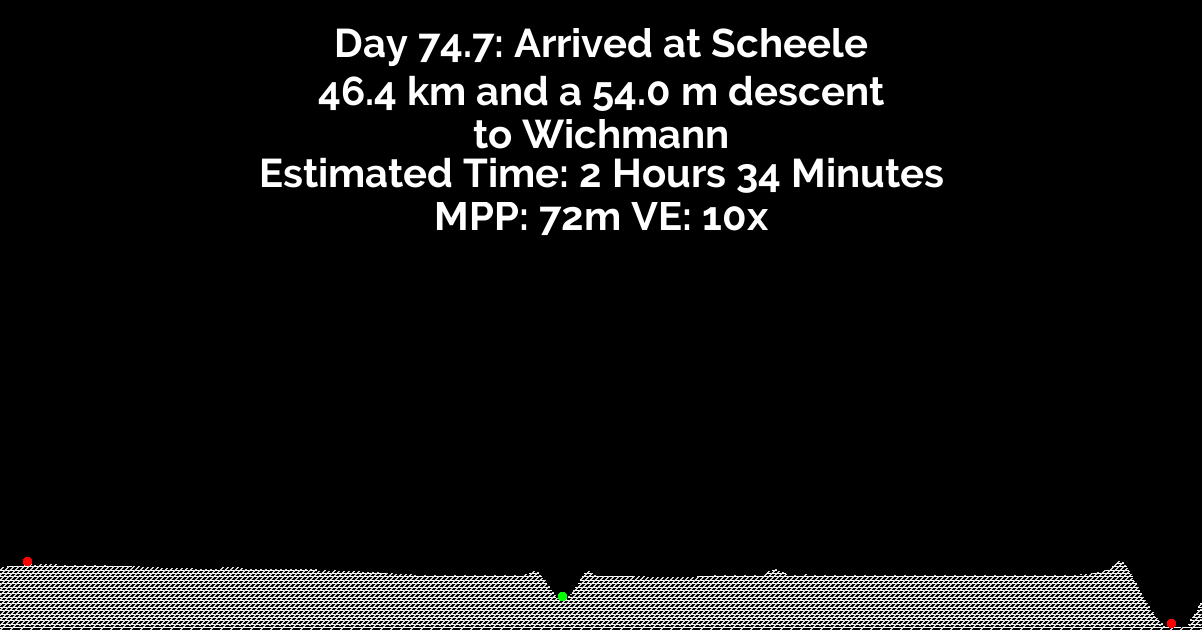 Day 74.7: Arrived at Scheele
46.4 km and a 54.0 m descent
to Wichmann
Estimated Time: 2 Hours 34 Minutes
MPP: 72m VE: 10x